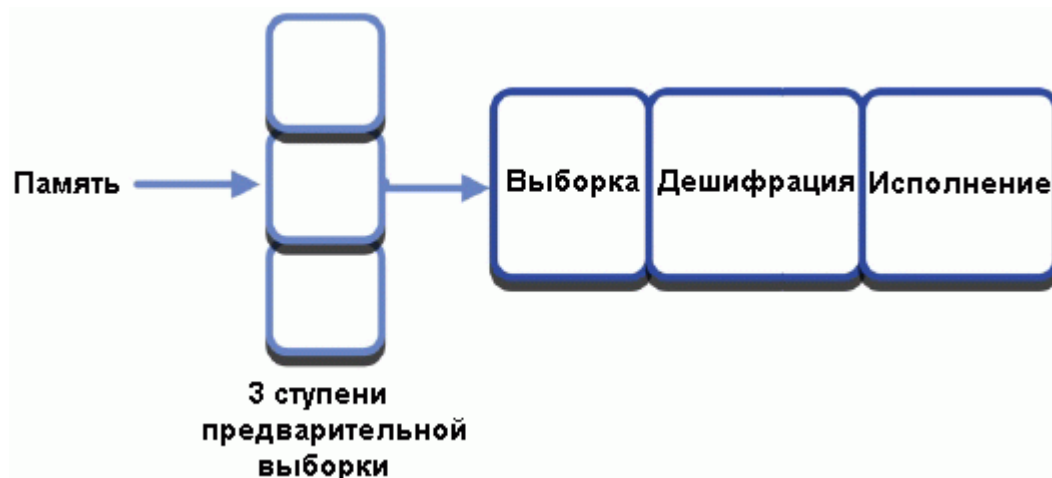 Память
Выборка
Дешифрация
Исполнение
3 ступени
предварительной
выборки